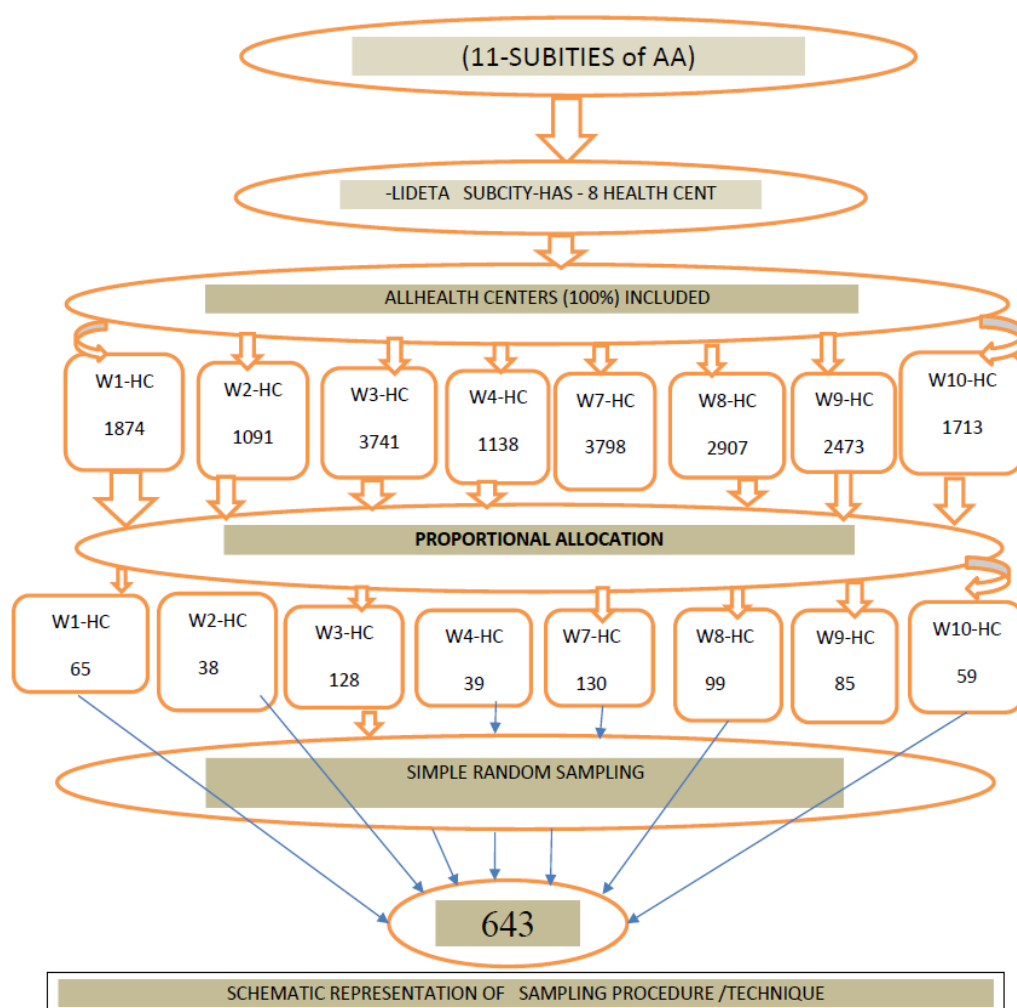 (11-SUBITIES of AA)
-LIDETA SUBCITY-HAS - 8 HEALTH CENT
ALLHEALTH CENTERS (100%) INCLUDED
W1-HC
1874
W2-HC
1091
W3-HC
3741
W4-HC
1138
W7-HC
3798
W8-HC
2907
W9-HC
2473
W10-HC
1713
PROPORTIONAL ALLOCATION
W1-HC
65
W2-HC
38
W3-HC
128
W4-HC
39
W7-HC
130
W8-HC
99
W9-HC
85
W10-HC
59
SIMPLE RANDOM SAMPLING
643
SCHEMATIC REPRESENTATION OF SAMPLING PROCEDURE /TECHNIQUE